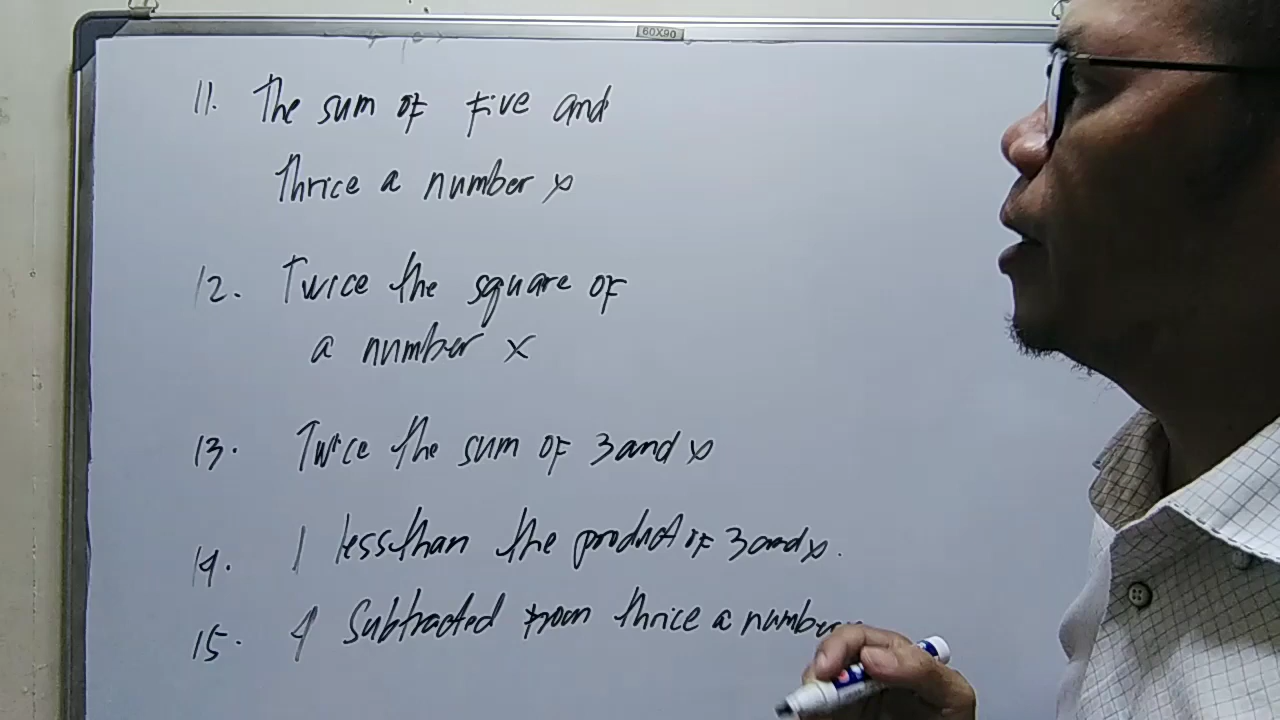 60X90
11. The sum of five and
thrice a number x
12. Twice the square of
a number x
13. Twice the sum of 3 and x
14. 1 less than the product of 3 and x.
15. 4 subtracted from thrice a number